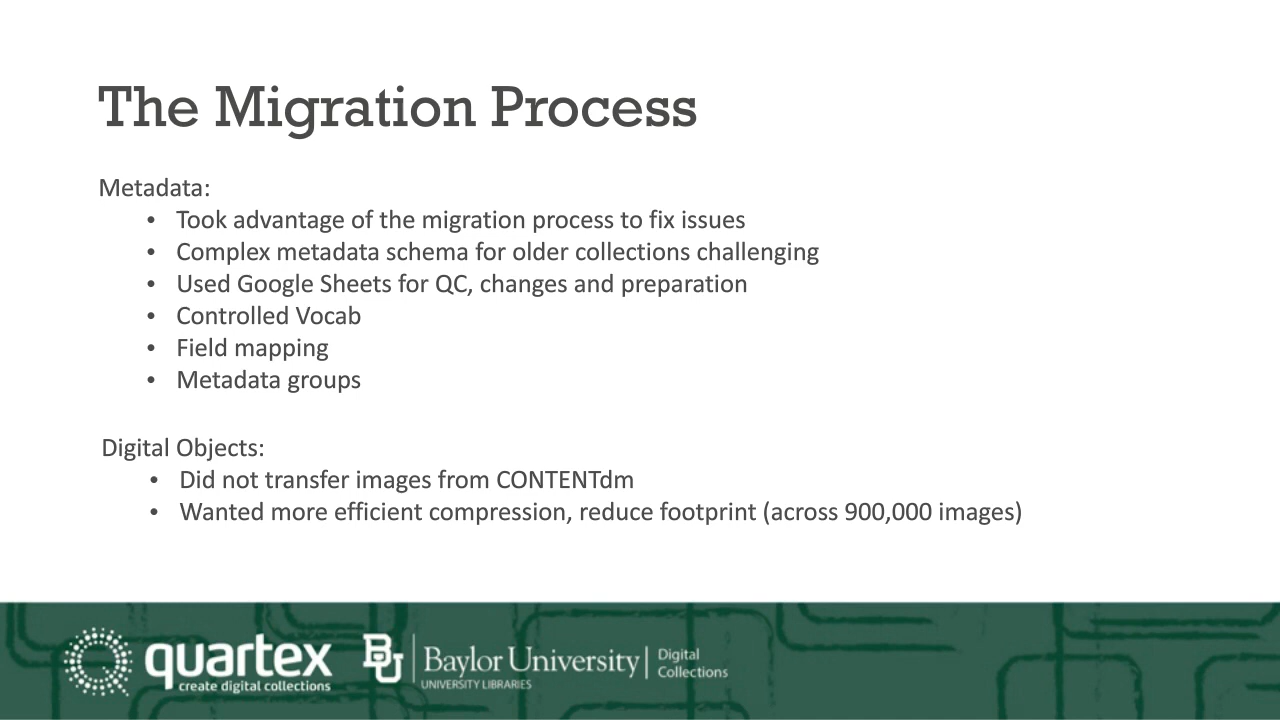 The Migration Process
Metadata:
• Took advantage of the migration process to fix issues
• Complex metadata schema for older collections challenging
• Used Google Sheets for QC, changes and preparation
• Controlled Vocab
• Field mapping
• Metadata groups
Digital Objects:
• Did not transfer images from CONTENTdm
• Wanted more efficient compression, reduce footprint (across 900,000 images)
quartex
create digital collections
BU
Baylor University
UNIVERSITY LIBRARIES
Digital
Collections